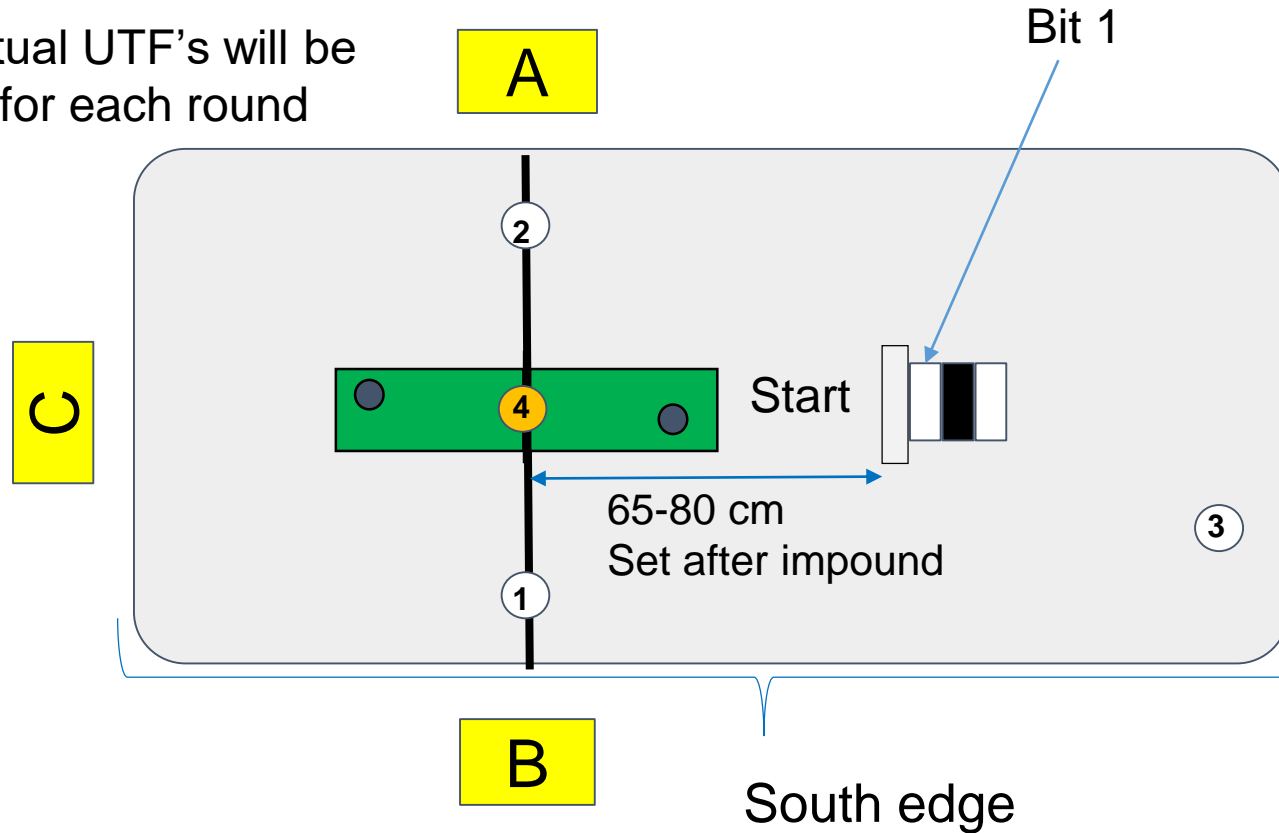 UTF's will be
for each round
A
Bit 1
2
C
4
Start
65-80 cm
Set after impound
3
1
B
South edge